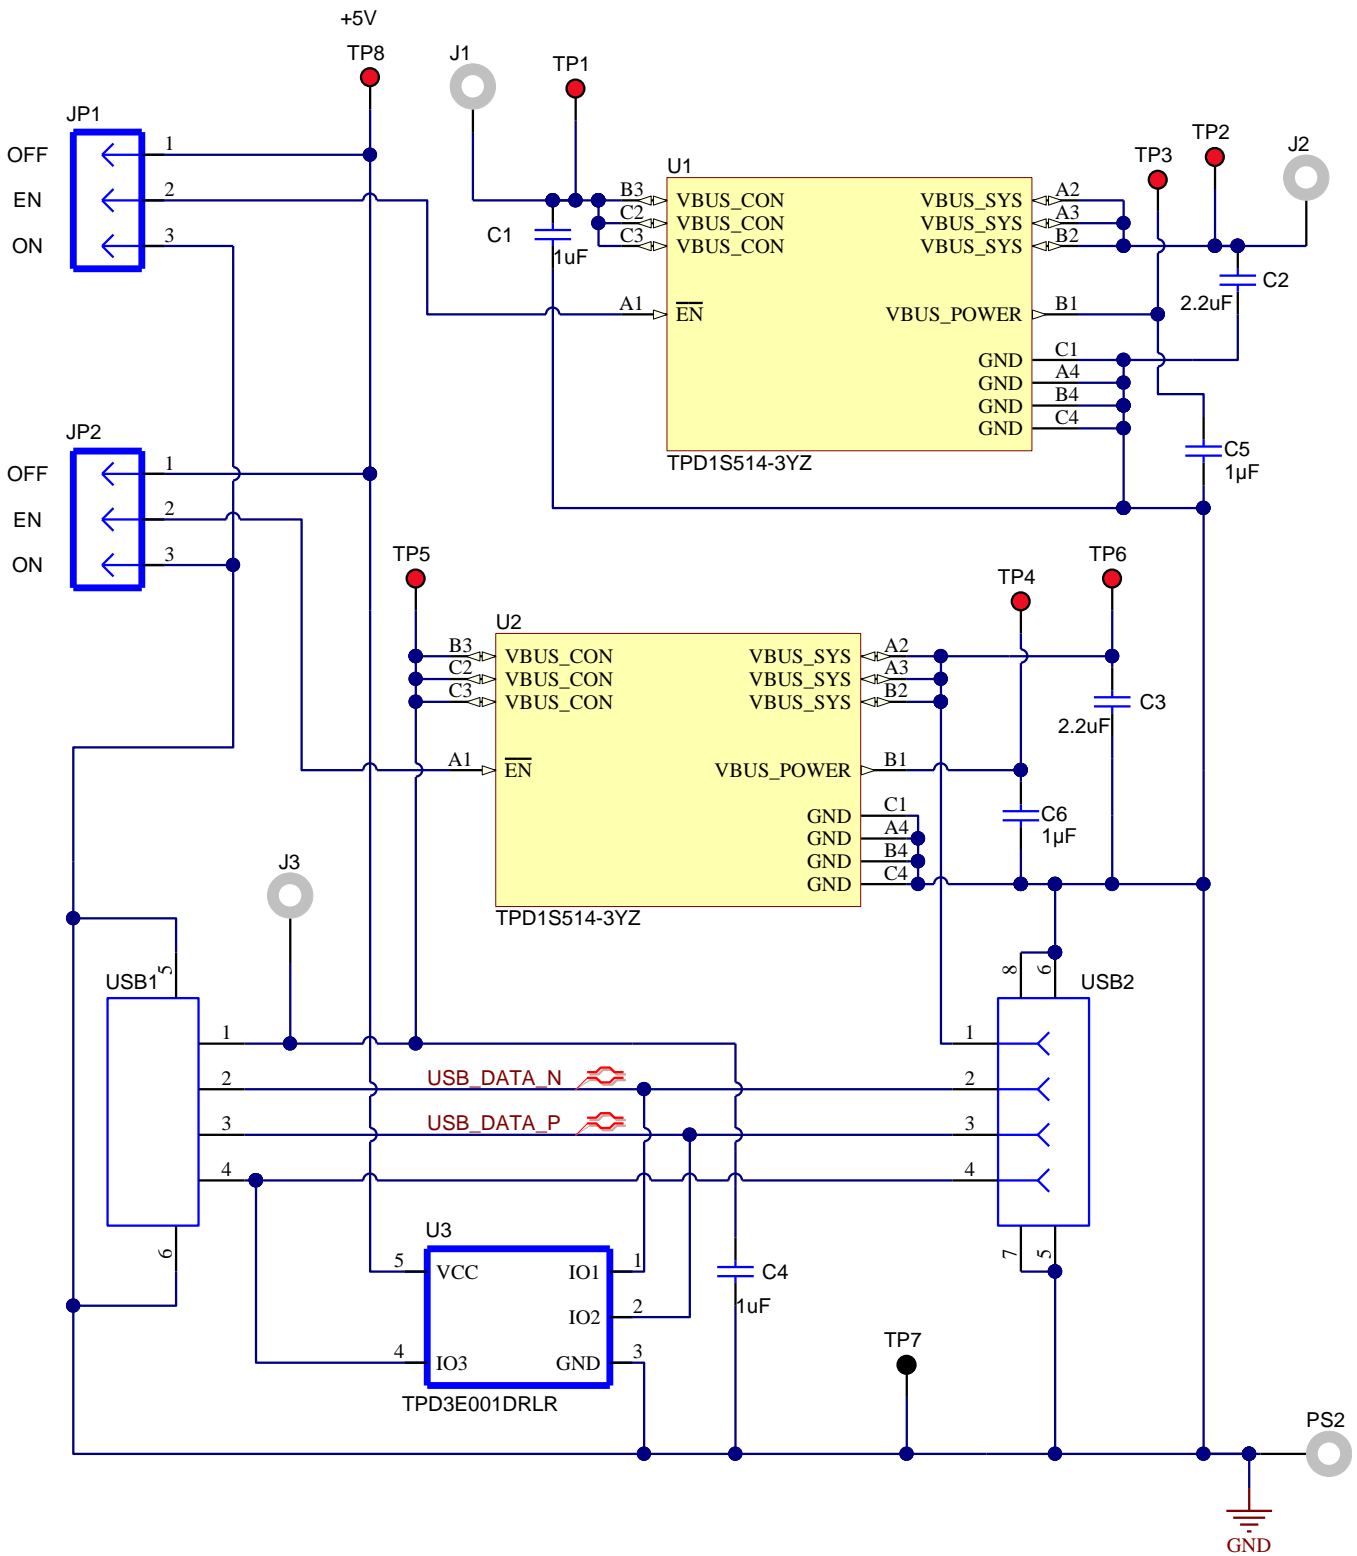 +5V
TP8
J1
TP1
JP1
OFF
1
EN
2
ON
3
TP2
TP3
J2
U1
B3 VBUS_CON VBUS_SYS A2
C2 VBUS_CON VBUS_SYS A3
C3 VBUS_CON VBUS_SYS B2
C1
1uF
C2
2.2uF
A1 EN VBUS_POWER B1
GND C1
GND A4
GND B4
GND C4
TPD1S514-3YZ
C5
1µF
JP2
OFF
1
EN
2
ON
3
TP5
TP4
TP6
U2
B3 VBUS_CON VBUS_SYS A2
C2 VBUS_CON VBUS_SYS A3
C3 VBUS_CON VBUS_SYS B2
C3
2.2uF
A1 EN VBUS_POWER B1
GND C1
GND A4
GND B4
GND C4
C6
1µF
TPD1S514-3YZ
J3
USB1
5
1
2
3
4
6
USB_DATA_N
USB_DATA_P
8
6
USB2
1
2
3
4
7
5
U3
5 VCC IO1 1
IO2 2
4 IO3 GND 3
TPD3E001DRLR
C4
1uF
TP7
PS2
GND